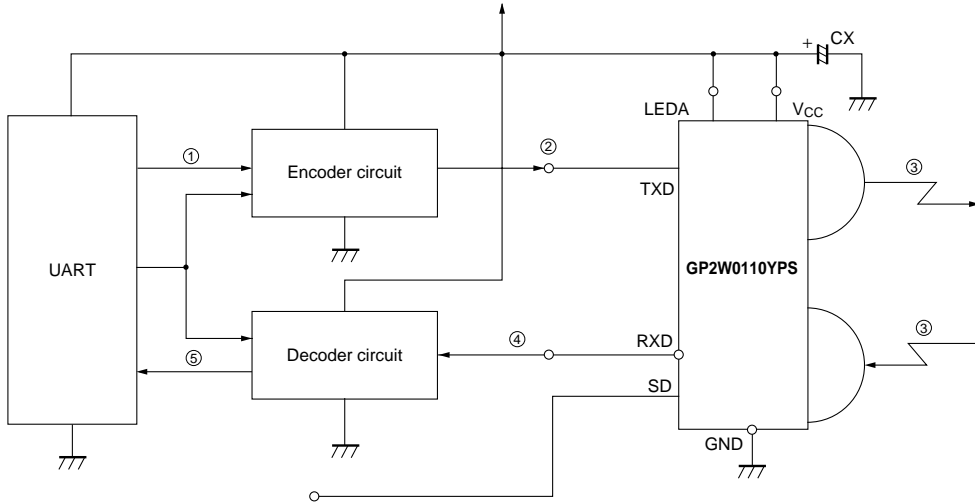 + CX
LEDA
VCC
① 
Encoder circuit
②
TXD
③
UART
GP2W0110YPS
Decoder circuit
④
RXD
③
⑤
SD
GND